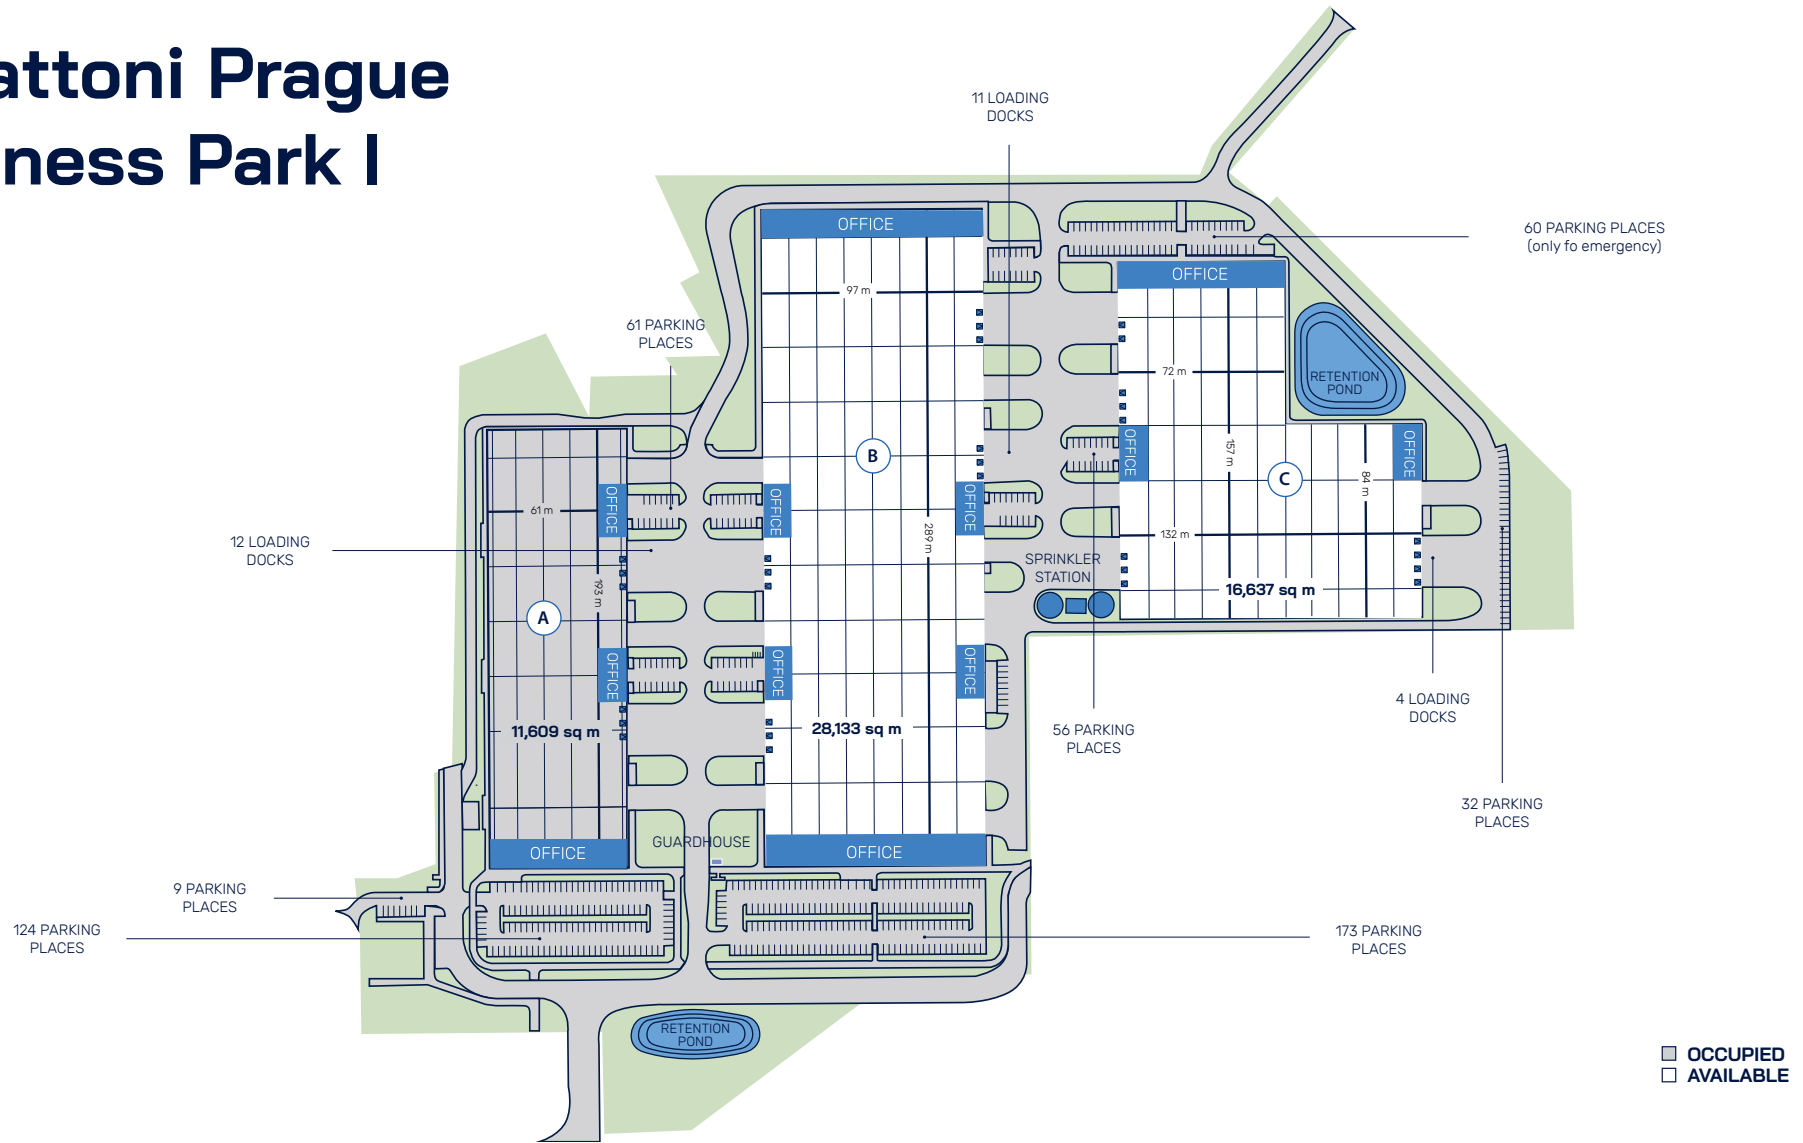 attoni Prague
ness Park I
11 LOADING
DOCKS
60 PARKING PLACES
(only fo emergency)
61 PARKING
PLACES
12 LOADING
DOCKS
OFFICE
97 m
B
289 m
OFFICE
OFFICE
OFFICE
OFFICE
28,133 sq m
OFFICE
61 m
OFFICE
A
193 m
OFFICE
11,609 sq m
OFFICE
GUARDHOUSE
OFFICE
72 m
RETENTION
POND
OFFICE
157 m
C
84 m
OFFICE
132 m
16,637 sq m
SPRINKLER
STATION
56 PARKING
PLACES
4 LOADING
DOCKS
32 PARKING
PLACES
9 PARKING
PLACES
124 PARKING
PLACES
173 PARKING
PLACES
RETENTION
POND
OCCUPIED
AVAILABLE